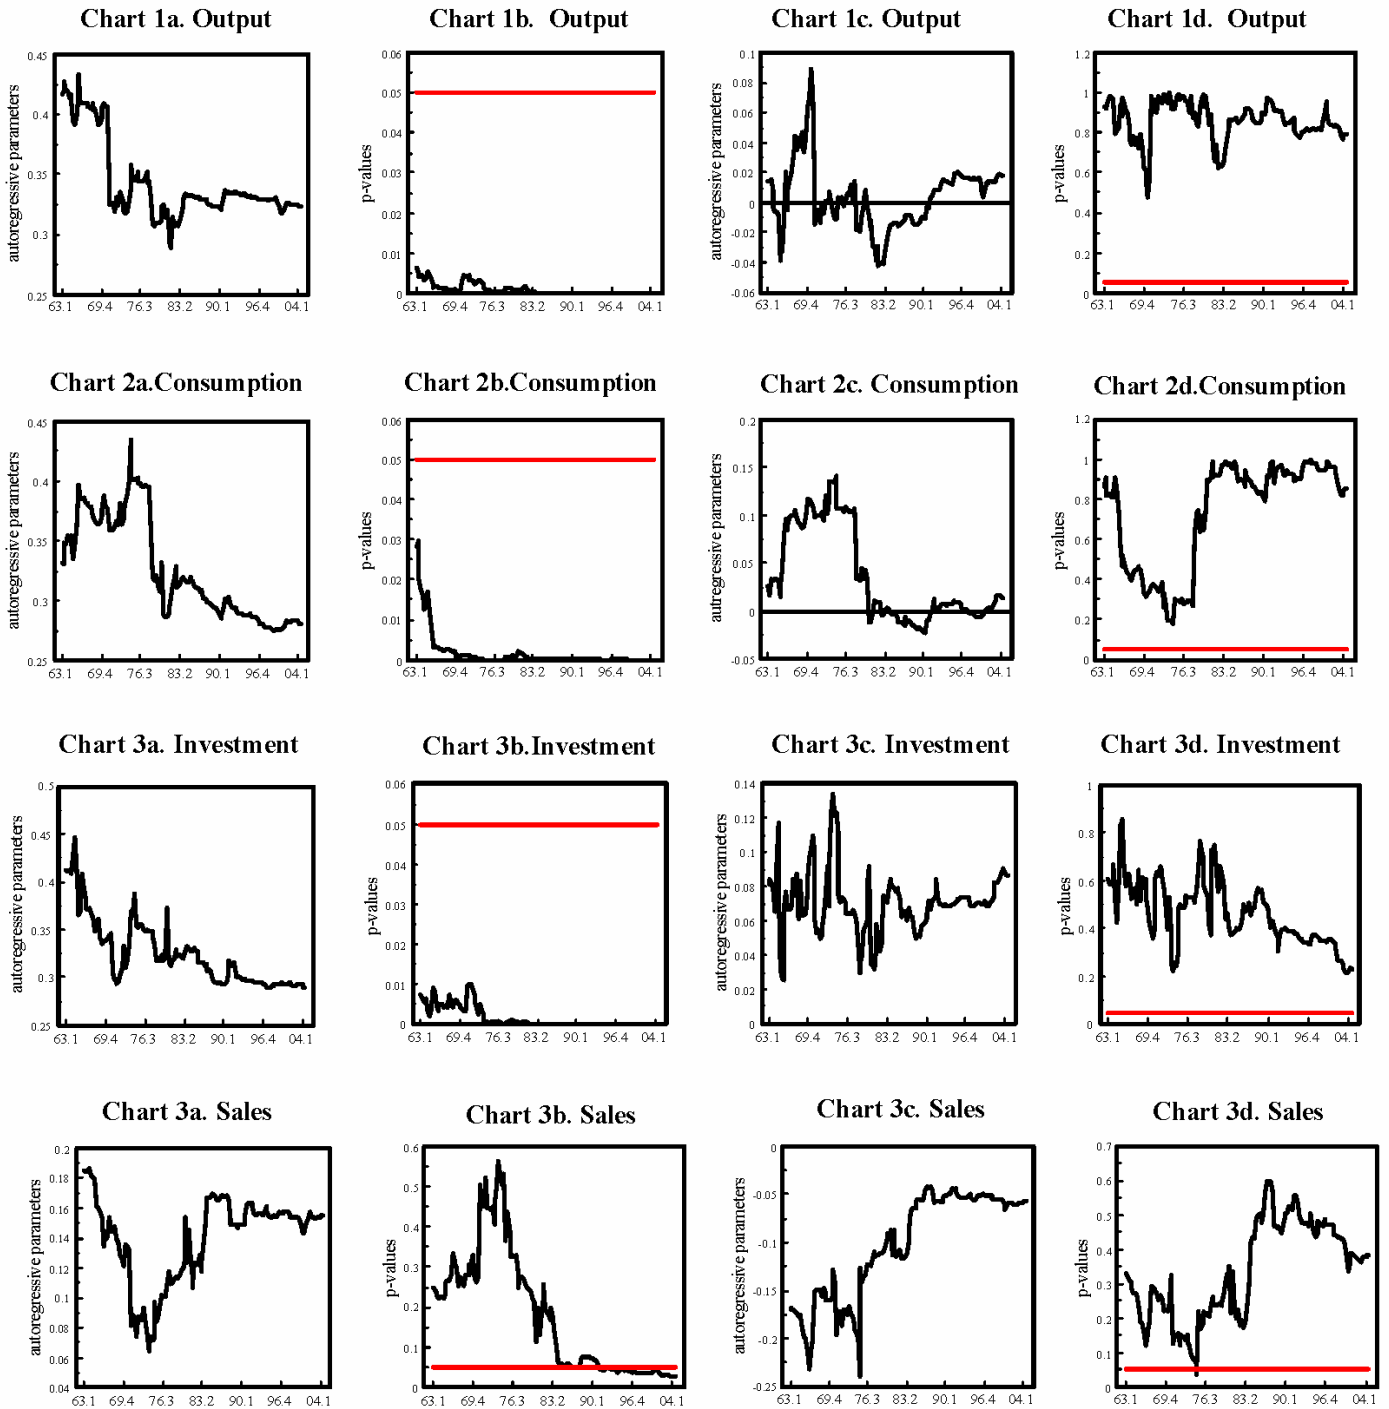 Chart 1a. Output
Chart 1b. Output
Chart 1c. Output
Chart 1d. Output
autoregressive parameters
0.45
0.4
0.35
0.3
0.25
63.1 69.4 76.3 83.2 90.1 96.4 04.1
p-values
0.06
0.05
0.04
0.03
0.02
0.01
0
63.1 69.4 76.3 83.2 90.1 96.4 04.1
autoregressive parameters
0.1
0.08
0.06
0.04
0.02
0
-0.02
-0.04
-0.06
63.1 69.4 76.3 83.2 90.1 96.4 04.1
p-values
1.2
1
0.8
0.6
0.4
0.2
0
63.1 69.4 76.3 83.2 90.1 96.4 04.1
Chart 2a.Consumption
Chart 2b.Consumption
Chart 2c. Consumption
Chart 2d.Consumption
autoregressive parameters
0.45
0.4
0.35
0.3
0.25
63.1 69.4 76.3 83.2 90.1 96.4 04.1
p-values
0.06
0.05
0.04
0.03
0.02
0.01
0
63.1 69.4 76.3 83.2 90.1 96.4 04.1
autregressive parameters
0.2
0.15
0.1
0.05
0
-0.05
63.1 69.4 76.3 83.2 90.1 96.4 04.1
p-values
1.2
1
0.8
0.6
0.4
0.2
0
63.1 69.4 76.3 83.2 90.1 96.4 04.1
Chart 3a. Investment
Chart 3b.Investment
Chart 3c. Investment
Chart 3d. Investment
autoregressive parameters
0.5
0.45
0.4
0.35
0.3
0.25
63.1 69.4 76.3 83.2 90.1 96.4 04.1
p-values
0.06
0.05
0.04
0.03
0.02
0.01
0
63.1 69.4 76.3 83.2 90.1 96.4 04.1
autoregressive parameters
0.14
0.12
0.1
0.08
0.06
0.04
0.02
0
63.1 69.4 76.3 83.2 90.1 96.4 04.1
p-values
1
0.8
0.6
0.4
0.2
0
63.1 69.4 76.3 83.2 90.1 96.4 04.1
Chart 3a. Sales
Chart 3b. Sales
Chart 3c. Sales
Chart 3d. Sales
autoregressive parameters
0.2
0.18
0.16
0.14
0.12
0.1
0.08
0.06
0.04
63.1 69.4 76.3 83.2 90.1 96.4 04.1
p-values
0.6
0.5
0.4
0.3
0.2
0.1
0
63.1 69.4 76.3 83.2 90.1 96.4 04.1
autoregressive parameters
0
-0.05
-0.1
-0.15
-0.2
-0.25
63.1 69.4 76.3 83.2 90.1 96.4 04.1
p-values
0.7
0.6
0.5
0.4
0.3
0.2
0.1
0
63.1 69.4 76.3 83.2 90.1 96.4 04.1